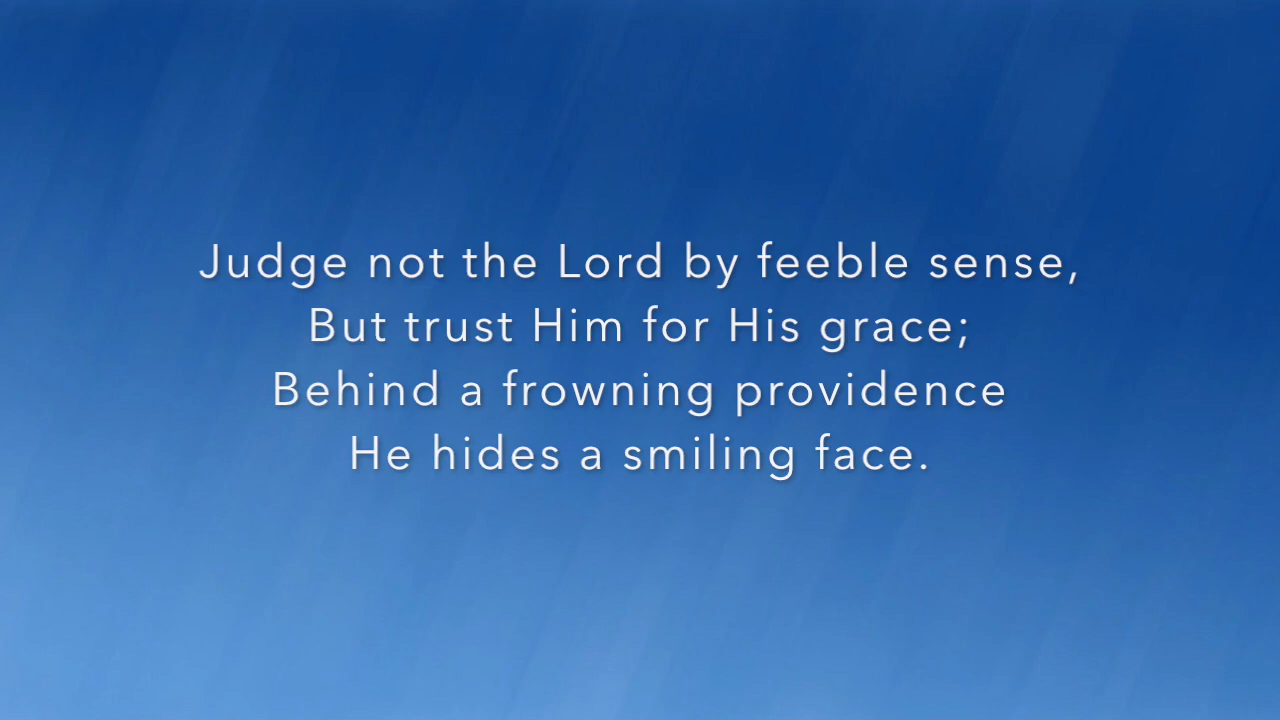 Judge not the Lord by feeble sense,
But trust Him for His grace;
Behind a frowning providence
He hides a smiling face.